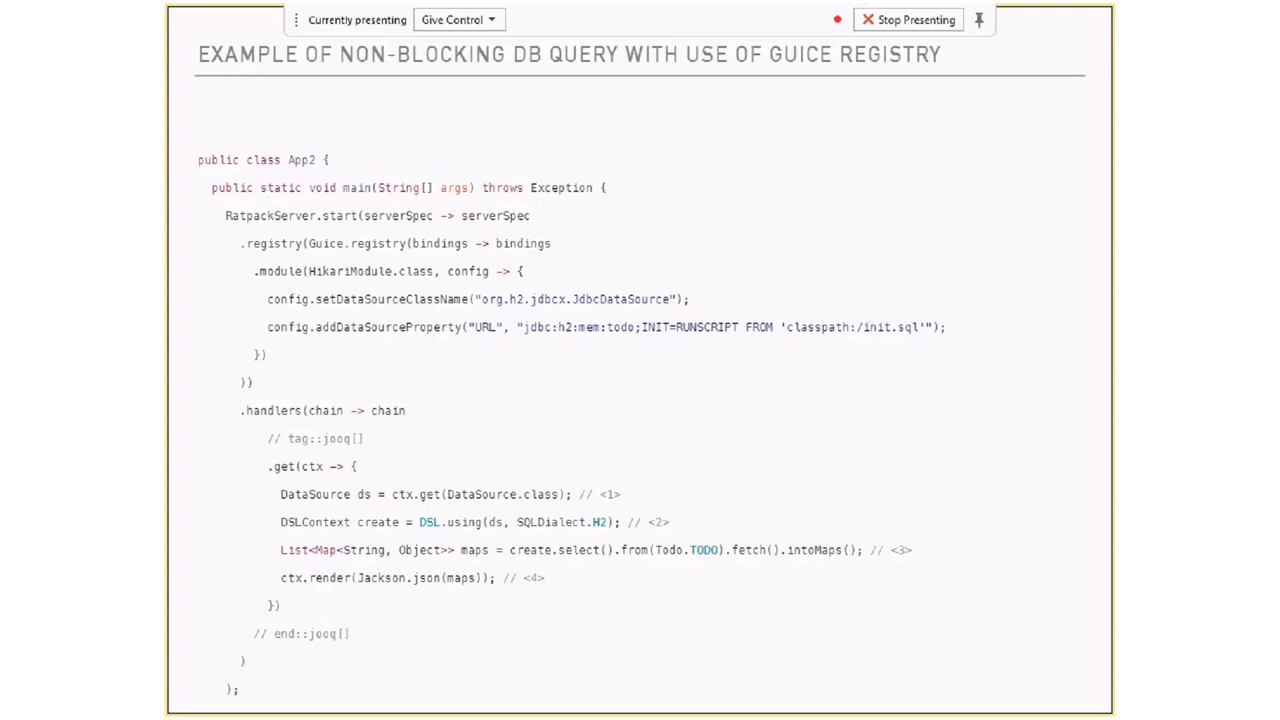 Currently presenting Give Control Stop Presenting
EXAMPLE OF NON-BLOCKING DB QUERY WITH USE OF GUICE REGISTRY
public class App2 {
public static void main(String[] args) throws Exception {
RatpackServer.start(serverSpec -> serverSpec
.registry(Guice.registry(bindings -> bindings
.module(HikariModule.class, config -> {
config.setDataSourceClassName("org.h2.jdbcx.JdbcDataSource");
config.addDataSourceProperty("URL", "jdbc:h2:mem:todo;INIT=RUNSCRIPT FROM 'classpath:/init.sql'");
})
))
.handlers(chain -> chain
// tag::jooq[]
.get(ctx -> {
DataSource ds = ctx.get(DataSource.class); // <1>
DSLContext create = DSL.using(ds, SQLDialect.H2); // <2>
List<Map<String, Object>> maps = create.select().from(Todo.TODO).fetch().intoMaps(); // <3>
ctx.render(Jackson.json(maps)); // <4>
})
// end::jooq[]
)
);